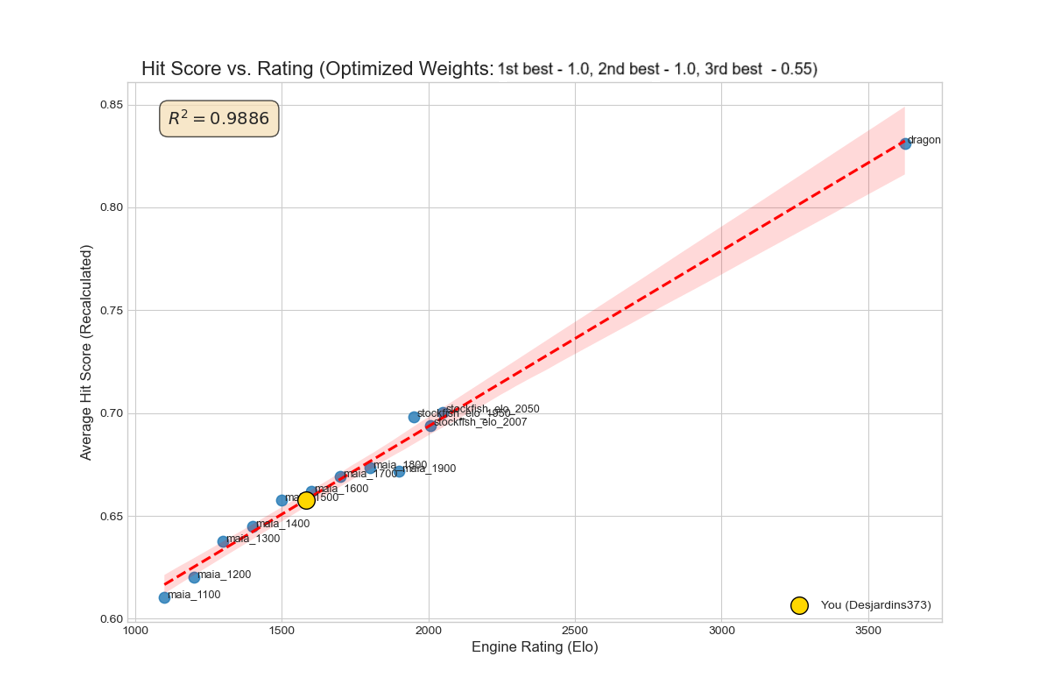 Hit Score vs. Rating (Optimized Weights: 1st best - 1.0, 2nd best - 1.0, 3rd best - 0.55)
R² = 0.9886
0.85
dragon
0.80
0.75
Average Hit Score (Recalculated)
0.70
stockfish_elo_2050
stockfish_elo_1950
stockfish_elo_2007
maia_1800
maia_1900
maia_1700
maia_1600
maia_1500
0.65
maia_1400
maia_1300
maia_1200
maia_1100
You (Desjardins373)
0.60
1000
1500
2000
2500
3000
3500
Engine Rating (Elo)